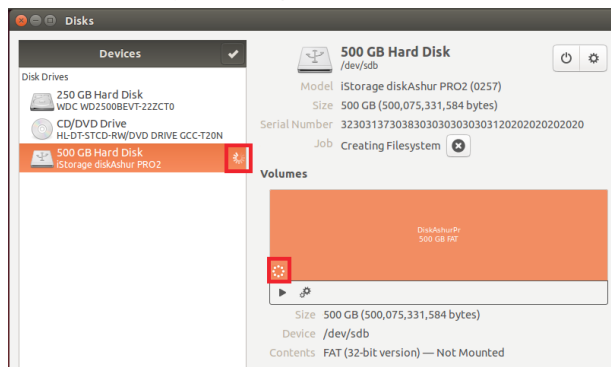 Disks
Devices
Disk Drives
250 GB Hard Disk
WDC WD2500BEVT-22ZCT0
CD/DVD Drive
HL-DT-STCD-RW/DVD DRIVE GCC-T20N
500 GB Hard Disk
iStorage diskAshur PRO2
500 GB Hard Disk
/dev/sdb
Model iStorage diskAshur PRO2 (0257)
Size 500 GB (500,075,331,584 bytes)
Serial Number 32303137303830303030303031202020202020
Job Creating Filesystem
Volumes
DiskAshurPr
500 GB FAT
Size 500 GB (500,075,331,584 bytes)
Device /dev/sdb
Contents FAT (32-bit version) — Not Mounted